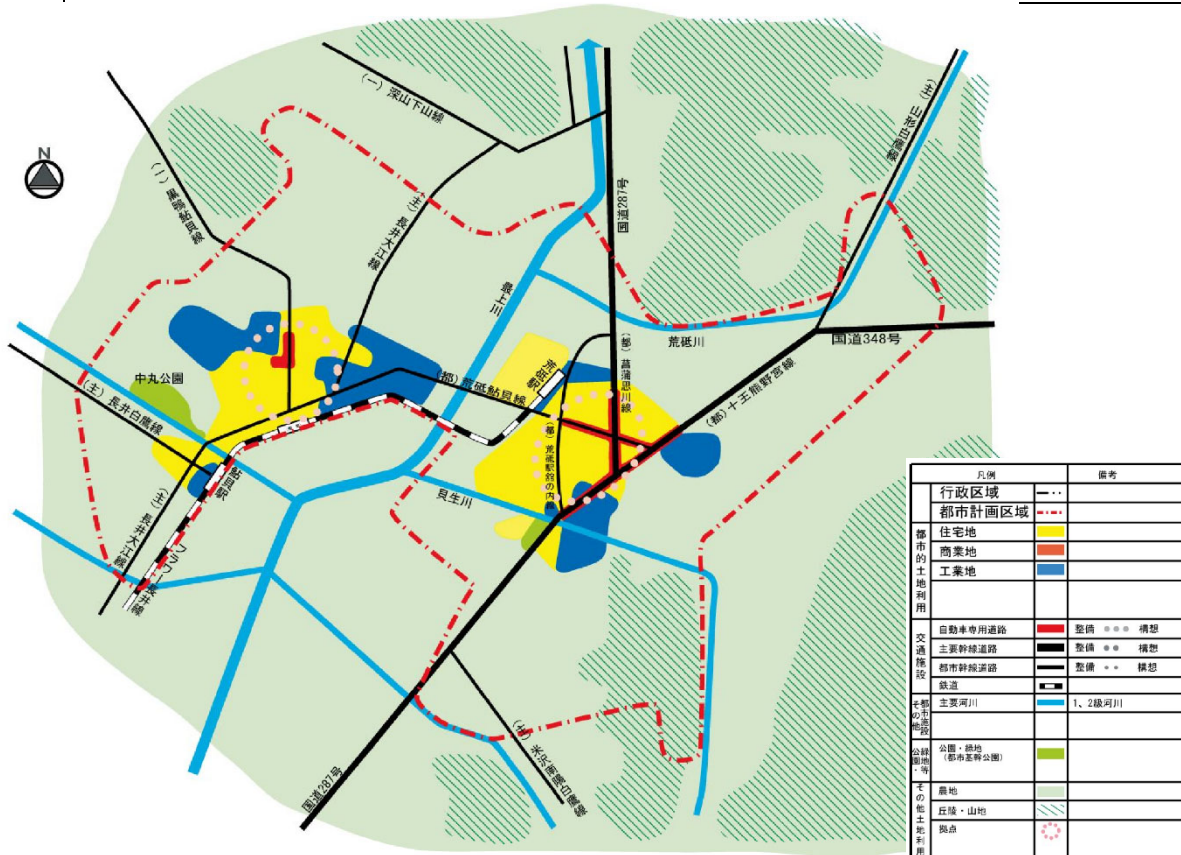 N
(一) 深山下山線
(一) 黒鴨鮎貝線
(主) 長井大江線
国道287号
(主) 山形白鷹線
最上川
荒砥川
国道348号
中丸公園
(主) 長井白鷹線
(都) 荒砥鮎貝線
荒砥駅
(都) 菖蒲思川線
(都) 十王熊野宮線
(都) 荒砥駅館の内線
鮎貝駅
貝生川
(主) 長井大江線
フラワー長井線
国道287号
(主) 米沢南陽白鷹線
凡例 備考
行政区域
都市計画区域
都市的土地利用
住宅地
商業地
工業地
交通施設
自動車専用道路 整備 構想
主要幹線道路 整備 構想
都市幹線道路 整備 構想
鉄道
その他都市施設
主要河川 1、2級河川
公園・緑地等
公園・緑地
(都市基幹公園)
その他土地利用
農地
丘陵・山地
拠点